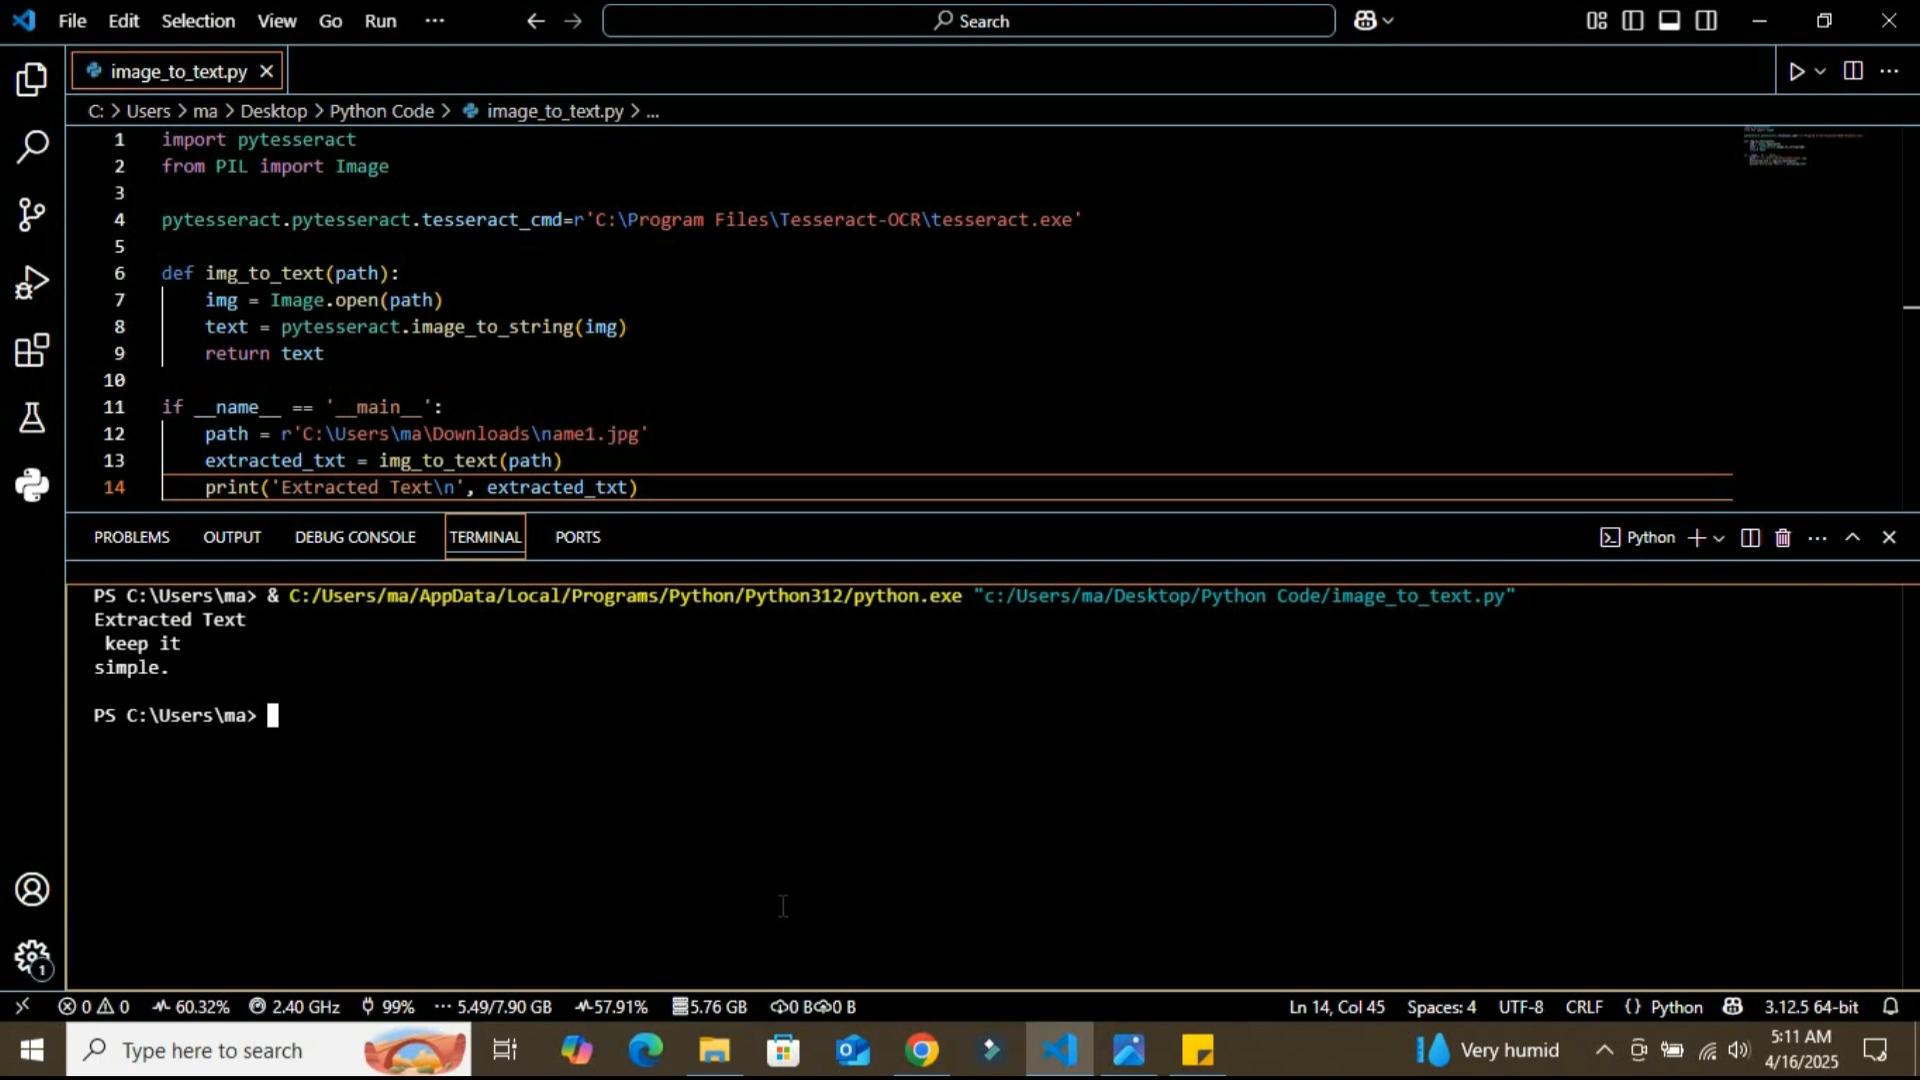 File Edit Selection View Go Run ··· Search
image_to_text.py
C: > Users > ma > Desktop > Python Code > image_to_text.py > ...
1 import pytesseract
2 from PIL import Image
3
4 pytesseract.pytesseract.tesseract_cmd=r'C:\Program Files\Tesseract-OCR\tesseract.exe'
5
6 def img_to_text(path):
7 img = Image.open(path)
8 text = pytesseract.image_to_string(img)
9 return text
10
11 if __name__ == '__main__':
12 path = r'C:\Users\ma\Downloads\name1.jpg'
13 extracted_txt = img_to_text(path)
14 print('Extracted Text\n', extracted_txt)
PROBLEMS OUTPUT DEBUG CONSOLE TERMINAL PORTS Python
PS C:\Users\ma> & C:/Users/ma/AppData/Local/Programs/Python/Python312/python.exe "c:/Users/ma/Desktop/Python Code/image_to_text.py"
Extracted Text
keep it
simple.
PS C:\Users\ma>
1
0 0 60.32% 2.40 GHz 99% ··· 5.49/7.90 GB 57.91% 5.76 GB 0 B 0 B Ln 14, Col 45 Spaces: 4 UTF-8 CRLF {} Python 3.12.5 64-bit
Type here to search Very humid 5:11 AM
4/16/2025